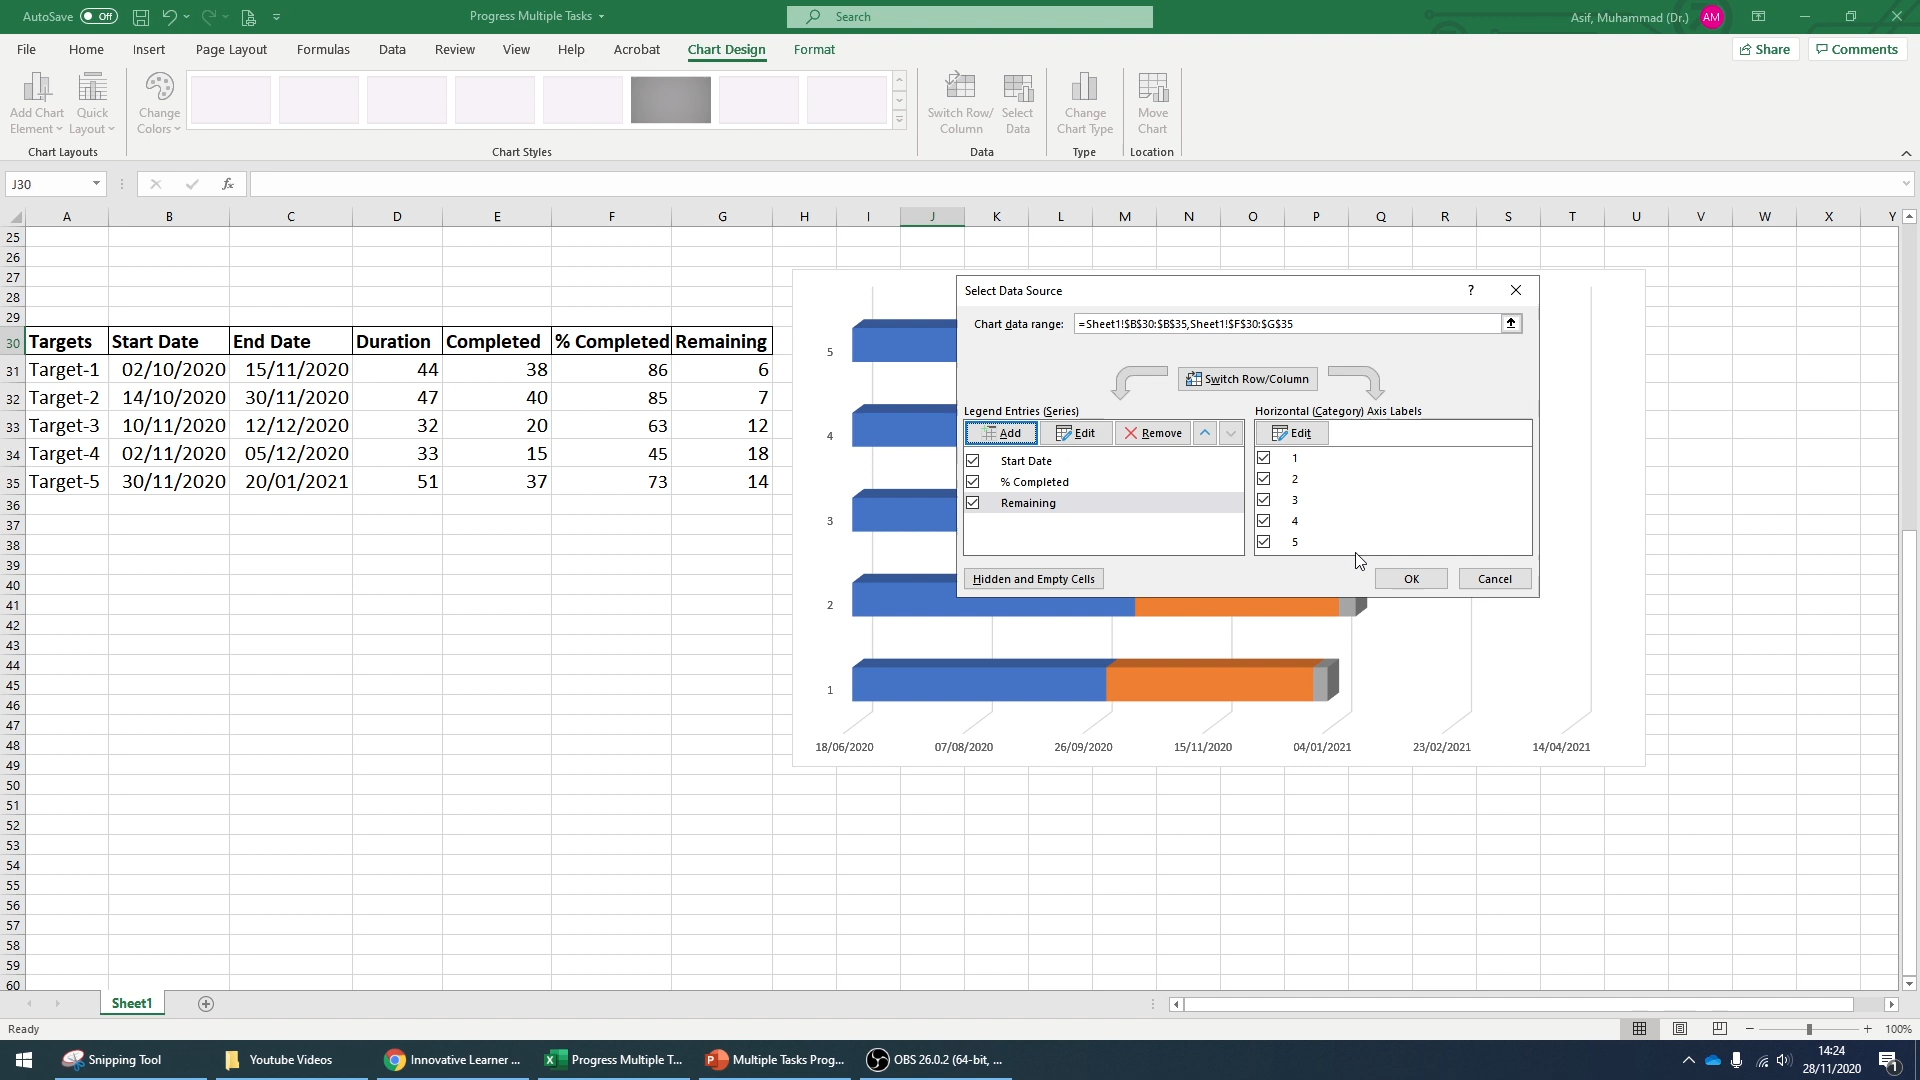 AutoSave Off
Progress Multiple Tasks
Search
Asif, Muhammad (Dr.) AM
File Home Insert Page Layout Formulas Data Review View Help Acrobat Chart Design Format
Share Comments
Add Chart Element
Quick Layout
Change Colors
Switch Row/ Column
Select Data
Change Chart Type
Move Chart
Chart Layouts Chart Styles Data Type Location
J30 fx
A B C D E F G H I J K L M N O P Q R S T U V W X Y
25
26
27
28
29
30 Targets Start Date End Date Duration Completed % Completed Remaining
31 Target-1 02/10/2020 15/11/2020 44 38 86 6
32 Target-2 14/10/2020 30/11/2020 47 40 85 7
33 Target-3 10/11/2020 12/12/2020 32 20 63 12
34 Target-4 02/11/2020 05/12/2020 33 15 45 18
35 Target-5 30/11/2020 20/01/2021 51 37 73 14
36
37
38
39
40
41
42
43
44
45
46
47
48
49
50
51
52
53
54
55
56
57
58
59
60
5
4
3
2
1
18/06/2020 07/08/2020 26/09/2020 15/11/2020 04/01/2021 23/02/2021 14/04/2021
Select Data Source ?
Chart data range: =Sheet1!$B$30:$B$35,Sheet1!$F$30:$G$35
Switch Row/Column
Legend Entries (Series)
Add Edit Remove
Start Date
% Completed
Remaining
Horizontal (Category) Axis Labels
Edit
1
2
3
4
5
Hidden and Empty Cells
OK Cancel
Sheet1
Ready
100%
Snipping Tool
Youtube Videos
Innovative Learner ...
Progress Multiple T...
Multiple Tasks Prog...
OBS 26.0.2 (64-bit, ...
14:24
28/11/2020
1